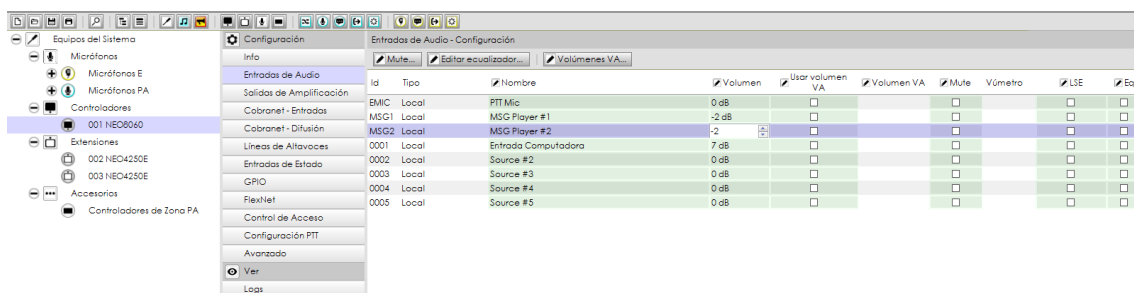 Equipos del Sistema
Micrófonos
Micrófonos E
Micrófonos PA
Controladores
001 NEO8060
Extensiones
002 NEO4250E
003 NEO4250E
Accesorios
Controladores de Zona PA
Configuración
Info
Entradas de Audio
Salidas de Amplificación
Cobranet - Entradas
Cobranet - Difusión
Líneas de Altavoces
Entradas de Estado
GPIO
FlexNet
Control de Acceso
Configuración PTT
Avanzado
Ver
Logs
Entradas de Audio - Configuración
Mute... Editar ecualizador... Volúmenes VA...
Id Tipo Nombre Volumen Usar volumen VA Volumen VA Mute Vúmetro LSE Eq
EMIC Local PTT Mic 0 dB
MSG1 Local MSG Player #1 -2 dB
MSG2 Local MSG Player #2 -2
0001 Local Entrada Computadora 7 dB
0002 Local Source #2 0 dB
0003 Local Source #3 0 dB
0004 Local Source #4 0 dB
0005 Local Source #5 0 dB